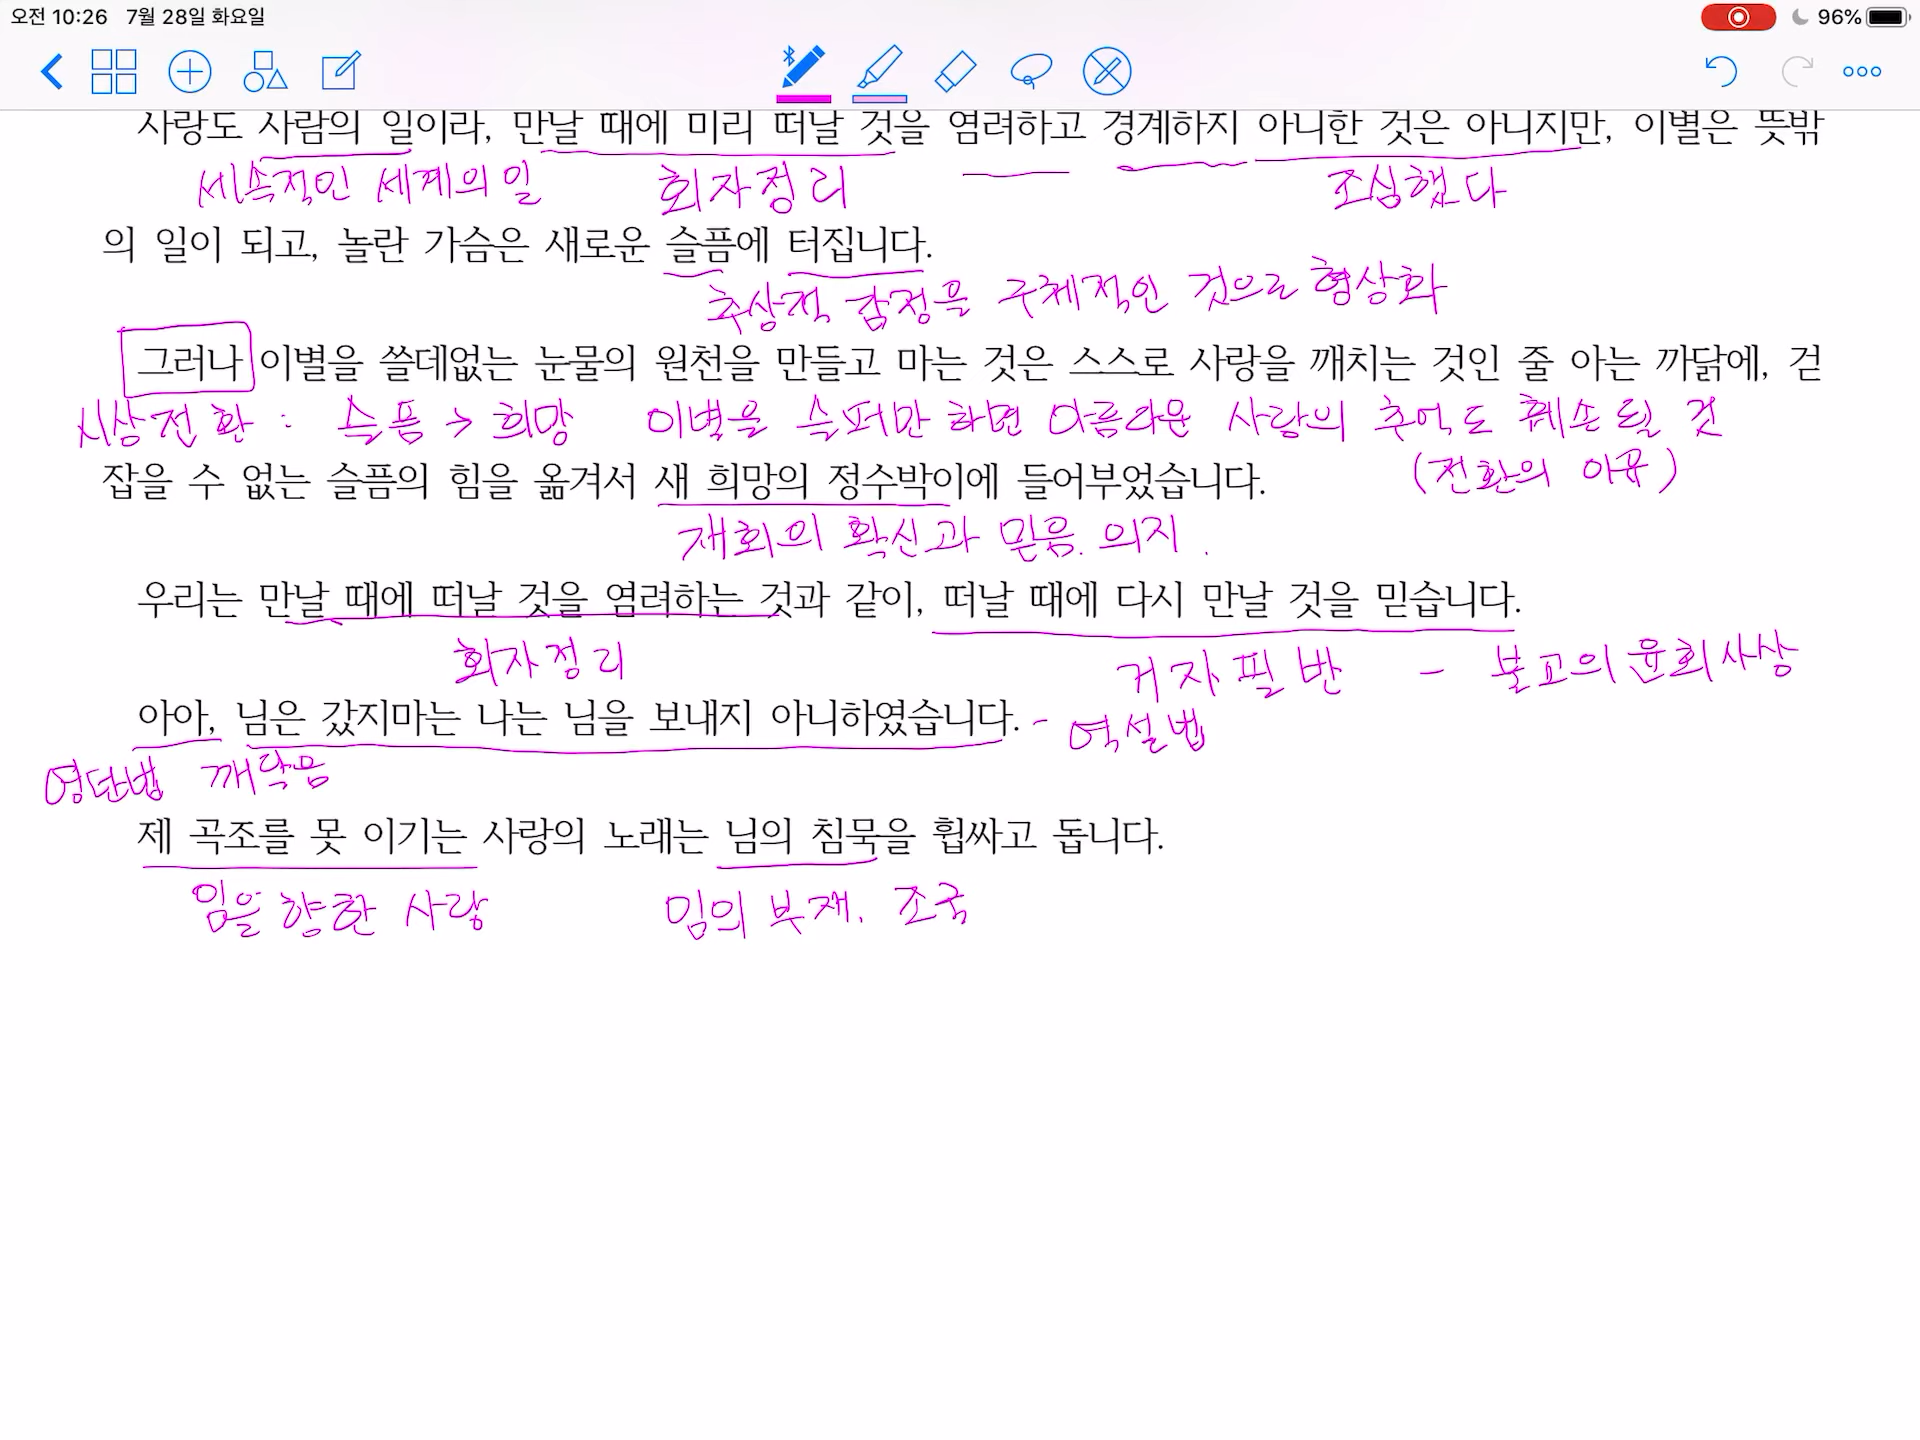 오전 10:26 7월 28일 화요일 96%
사랑도 사람의 일이라, 만날 때에 미리 떠날 것을 염려하고 경계하지 아니한 것은 아니지만, 이별은 뜻밖
세속적인 세계의 일 회자정리 조심했다
의 일이 되고, 놀란 가슴은 새로운 슬픔에 터집니다.
추상적 감정을 구체적인 것으로 형상화
그러나 이별을 쓸데없는 눈물의 원천을 만들고 마는 것은 스스로 사랑을 깨치는 것인 줄 아는 까닭에, 걷
시상전환 : 슬픔 > 희망 이별을 슬퍼만 하면 아름다운 사랑의 추억도 훼손될 것
잡을 수 없는 슬픔의 힘을 옮겨서 새 희망의 정수박이에 들어부었습니다.
(전환의 이유)
재회의 확신과 믿음. 의지.
우리는 만날 때에 떠날 것을 염려하는 것과 같이, 떠날 때에 다시 만날 것을 믿습니다.
회자정리 거자필반 - 불교의 윤회사상
아아, 님은 갔지마는 나는 님을 보내지 아니하였습니다. - 역설법
영탄법 깨달음
제 곡조를 못 이기는 사랑의 노래는 님의 침묵을 휩싸고 돕니다.
임을 향한 사랑 임의 부재. 조국